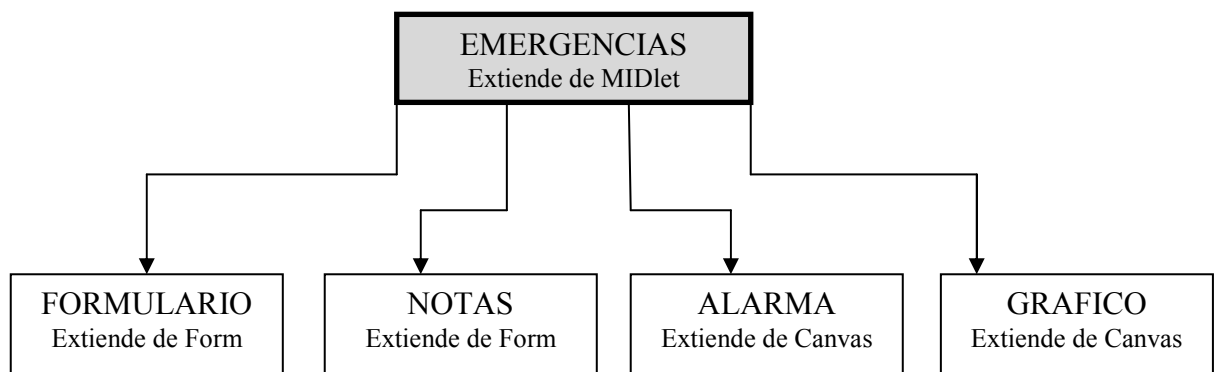 EMERGENCIAS
Extiende de MIDlet
FORMULARIO
Extiende de Form
NOTAS
Extiende de Form
ALARMA
Extiende de Canvas
GRAFICO
Extiende de Canvas